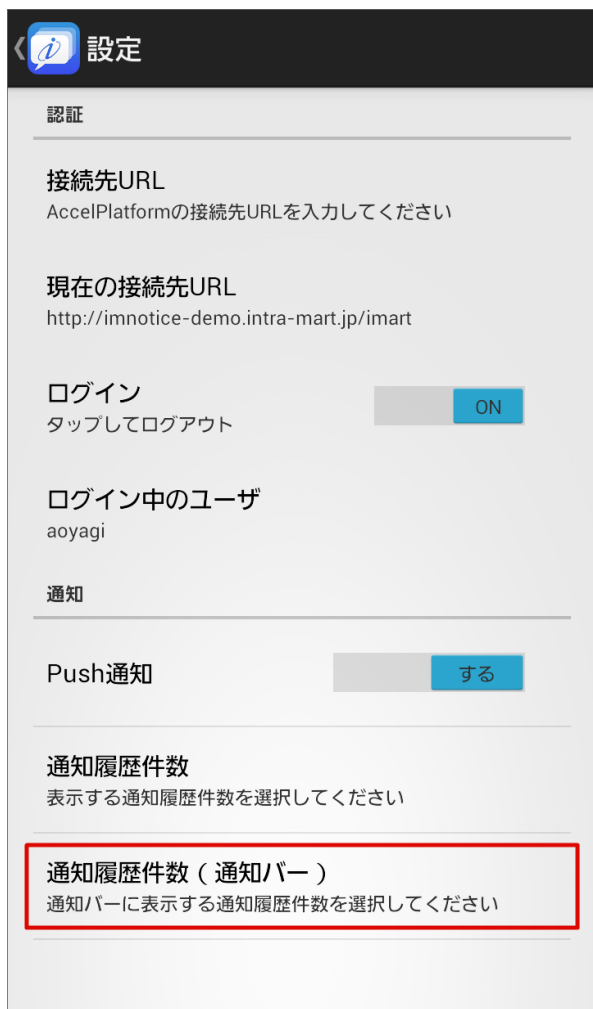 設定
認証
接続先URL
AccelPlatformの接続先URLを入力してください
現在の接続先URL
http://imnotice-demo.intra-mart.jp/imart
ログイン
タップしてログアウト
ON
ログイン中のユーザ
aoyagi
通知
Push通知
する
通知履歴件数
表示する通知履歴件数を選択してください
通知履歴件数（通知バー）
通知バーに表示する通知履歴件数を選択してください